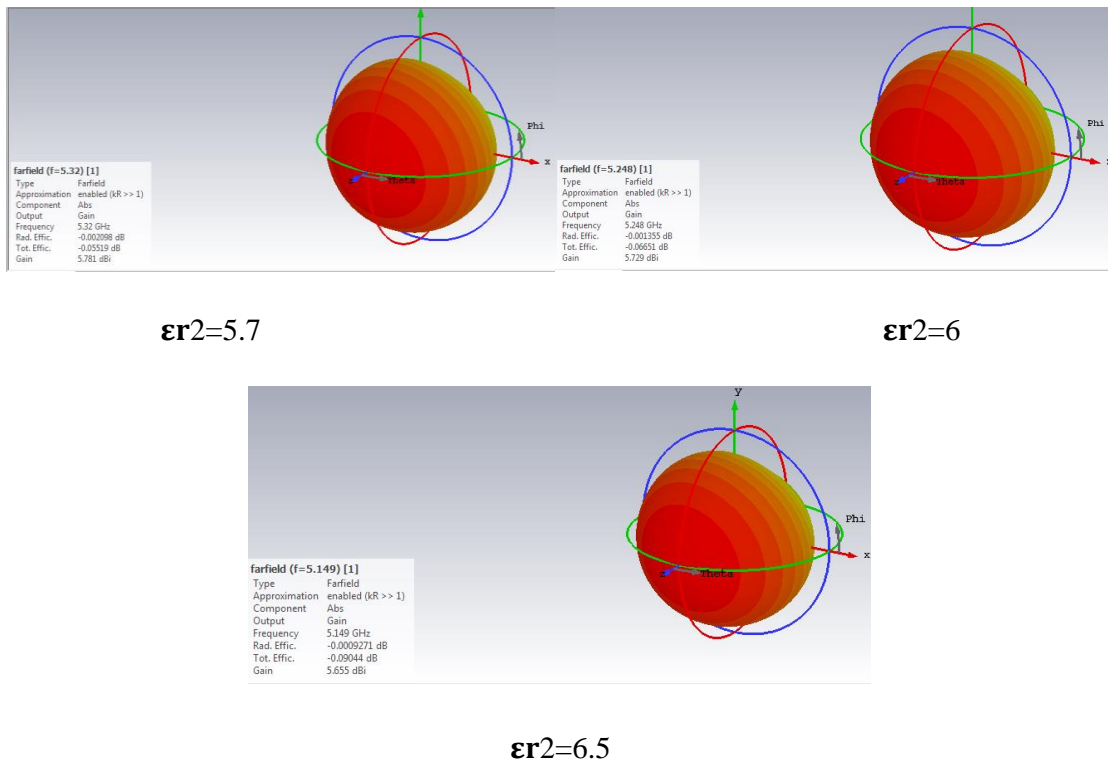 Phi
x
z
Theta
farfield (f=5.32) [1]
Type Farfield
Approximation enabled (kR >> 1)
Component Abs
Output Gain
Frequency 5.32 GHz
Rad. Effic. -0.002098 dB
Tot. Effic. -0.05519 dB
Gain 5.781 dBi
Phi
z
Theta
farfield (f=5.248) [1]
Type Farfield
Approximation enabled (kR >> 1)
Component Abs
Output Gain
Frequency 5.248 GHz
Rad. Effic. -0.001355 dB
Tot. Effic. -0.06651 dB
Gain 5.729 dBi
εr2=5.7
εr2=6
y
Phi
x
z
Theta
farfield (f=5.149) [1]
Type Farfield
Approximation enabled (kR >> 1)
Component Abs
Output Gain
Frequency 5.149 GHz
Rad. Effic. -0.0009271 dB
Tot. Effic. -0.09044 dB
Gain 5.655 dBi
εr2=6.5